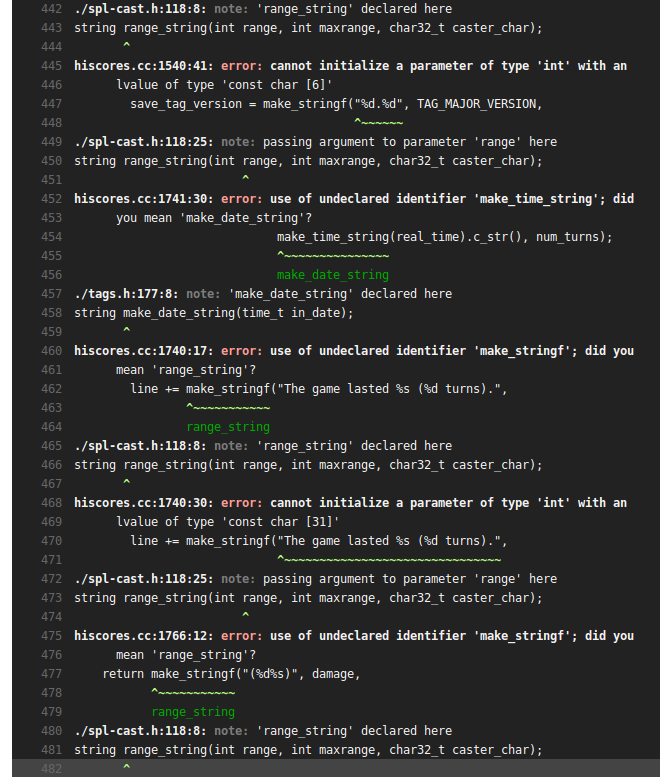 442 ./spl-cast.h:118:8: note: 'range_string' declared here
443 string range_string(int range, int maxrange, char32_t caster_char);
444 ^
445 hiscores.cc:1540:41: error: cannot initialize a parameter of type 'int' with an
446 lvalue of type 'const char [6]'
447 save_tag_version = make_stringf("%d.%d", TAG_MAJOR_VERSION,
448 ^~~~~~~
449 ./spl-cast.h:118:25: note: passing argument to parameter 'range' here
450 string range_string(int range, int maxrange, char32_t caster_char);
451 ^
452 hiscores.cc:1741:30: error: use of undeclared identifier 'make_time_string'; did
453 you mean 'make_date_string'?
454 make_time_string(real_time).c_str(), num_turns);
455 ^~~~~~~~~~~~~~~~
456 make_date_string
457 ./tags.h:177:8: note: 'make_date_string' declared here
458 string make_date_string(time_t in_date);
459 ^
460 hiscores.cc:1740:17: error: use of undeclared identifier 'make_stringf'; did you
461 mean 'range_string'?
462 line += make_stringf("The game lasted %s (%d turns).",
463 ^~~~~~~~~~~~
464 range_string
465 ./spl-cast.h:118:8: note: 'range_string' declared here
466 string range_string(int range, int maxrange, char32_t caster_char);
467 ^
468 hiscores.cc:1740:30: error: cannot initialize a parameter of type 'int' with an
469 lvalue of type 'const char [31]'
470 line += make_stringf("The game lasted %s (%d turns).",
471 ^~~~~~~~~~~~~~~~~~~~~~~~~~~~~~~~
472 ./spl-cast.h:118:25: note: passing argument to parameter 'range' here
473 string range_string(int range, int maxrange, char32_t caster_char);
474 ^
475 hiscores.cc:1766:12: error: use of undeclared identifier 'make_stringf'; did you
476 mean 'range_string'?
477 return make_stringf("(%d%s)", damage,
478 ^~~~~~~~~~~~
479 range_string
480 ./spl-cast.h:118:8: note: 'range_string' declared here
481 string range_string(int range, int maxrange, char32_t caster_char);
482 ^